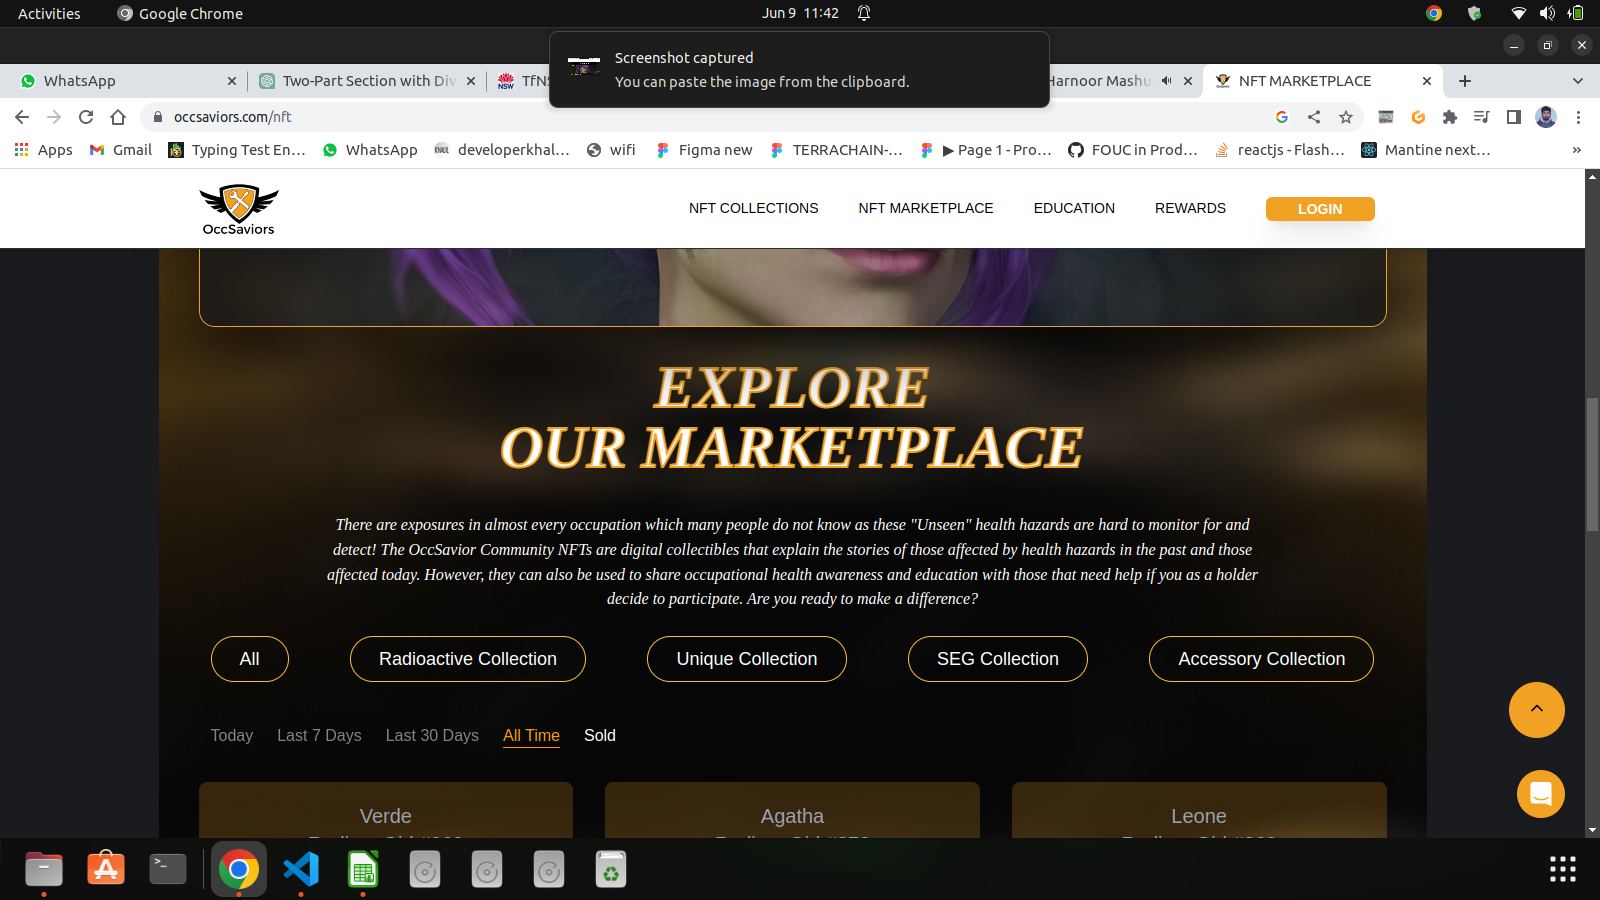 Activities
Google Chrome
Jun 9 11:42
Screenshot captured
You can paste the image from the clipboard.
WhatsApp
Two-Part Section with Div
TfNS
NSW
Harnoor Mashu
NFT MARKETPLACE
occsaviors.com/nft
Apps
Gmail
Typing Test En...
WhatsApp
developerkhal...
wifi
Figma new
TERRACHAIN-...
▶ Page 1 - Pro...
FOUC in Prod...
reactjs - Flash...
Mantine next...
»
OccSaviors
NFT COLLECTIONS
NFT MARKETPLACE
EDUCATION
REWARDS
LOGIN
EXPLORE
OUR MARKETPLACE
There are exposures in almost every occupation which many people do not know as these "Unseen" health hazards are hard to monitor for and
detect! The OccSavior Community NFTs are digital collectibles that explain the stories of those affected by health hazards in the past and those
affected today. However, they can also be used to share occupational health awareness and education with those that need help if you as a holder
decide to participate. Are you ready to make a difference?
All
Radioactive Collection
Unique Collection
SEG Collection
Accessory Collection
Today
Last 7 Days
Last 30 Days
All Time
Sold
Verde
Agatha
Leone